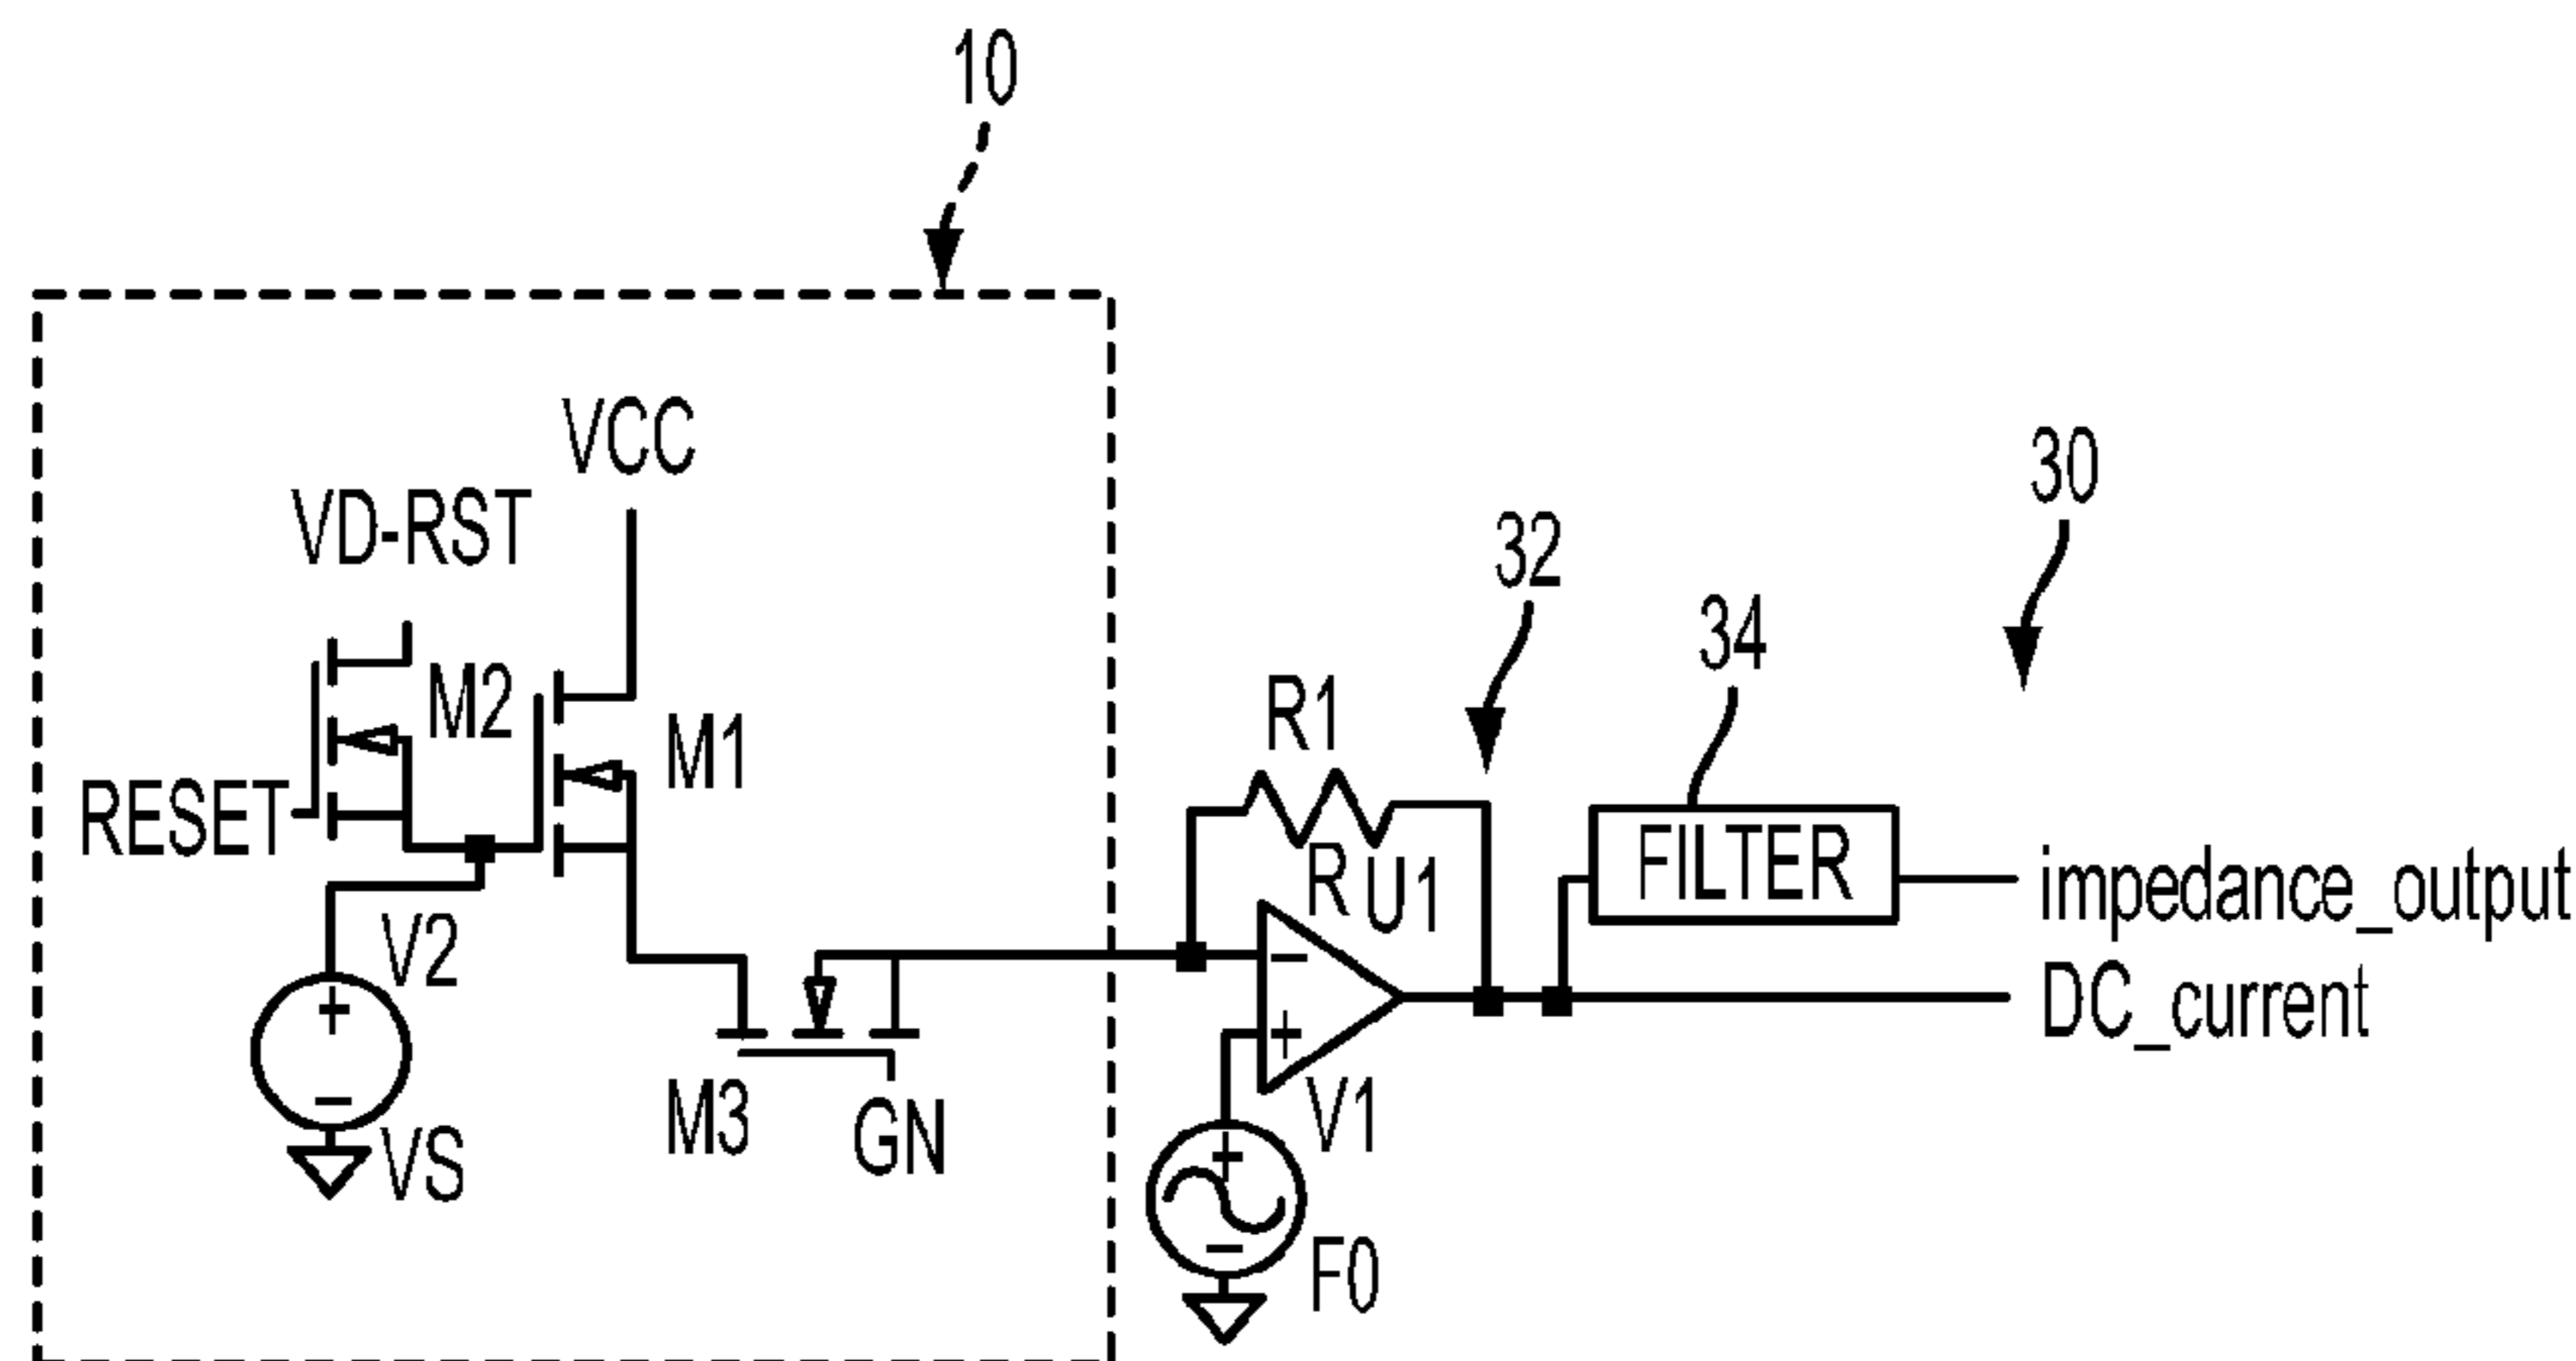 10
VCC
VD-RST
30
32
34
M2
M1
R1
RESET
R
U1
FILTER
impedance_output
V2
DC_current
M3
GN
V1
VS
F0